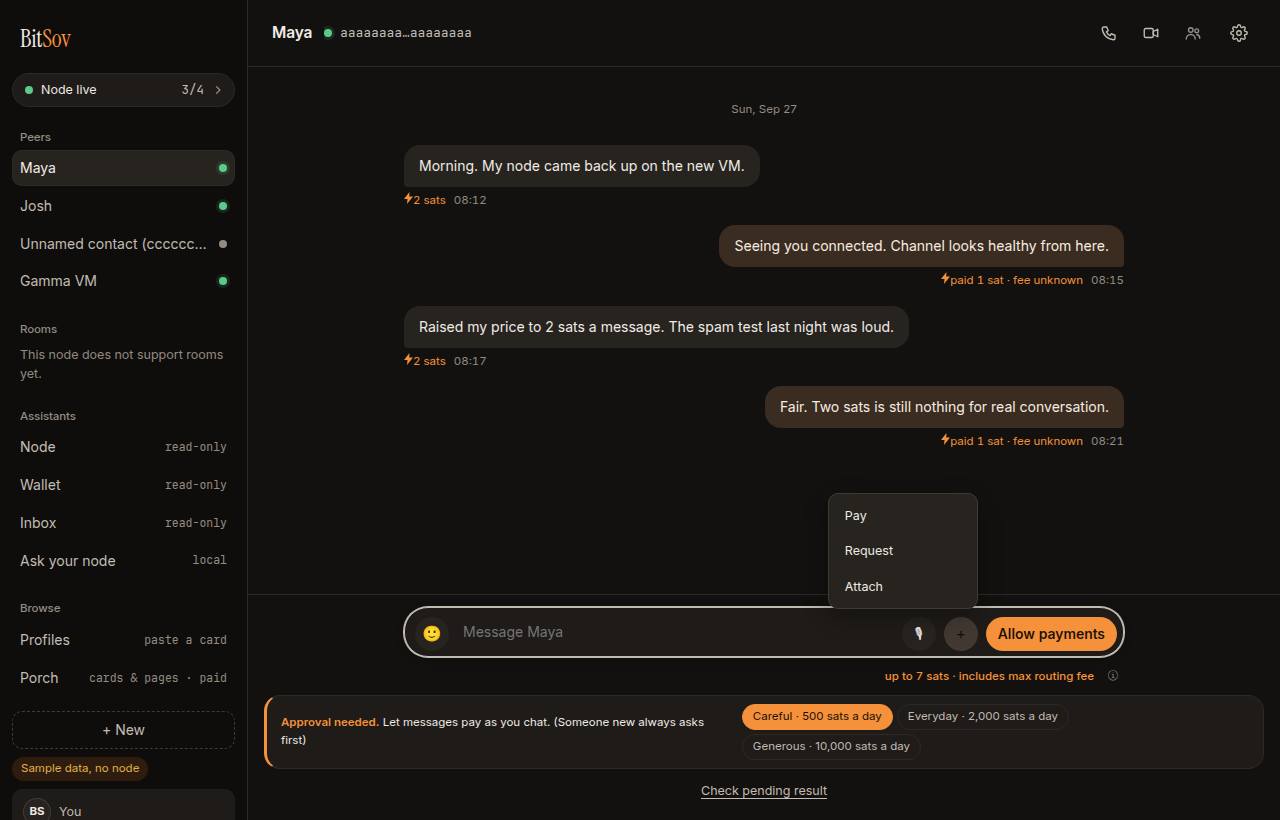 BitSov
Node live 3/4
Peers
Maya
Josh
Unnamed contact (cccccc...
Gamma VM
Rooms
This node does not support rooms
yet.
Assistants
Node read-only
Wallet read-only
Inbox read-only
Ask your node local
Browse
Profiles paste a card
Porch cards & pages · paid
+ New
Sample data, no node
BS You
Maya aaaaaaaa…aaaaaaaa
Sun, Sep 27
Morning. My node came back up on the new VM.
2 sats 08:12
Seeing you connected. Channel looks healthy from here.
paid 1 sat · fee unknown 08:15
Raised my price to 2 sats a message. The spam test last night was loud.
2 sats 08:17
Fair. Two sats is still nothing for real conversation.
paid 1 sat · fee unknown 08:21
Pay
Request
Attach
Message Maya
+
Allow payments
up to 7 sats · includes max routing fee
Approval needed. Let messages pay as you chat. (Someone new always asks
first)
Careful · 500 sats a day
Everyday · 2,000 sats a day
Generous · 10,000 sats a day
Check pending result